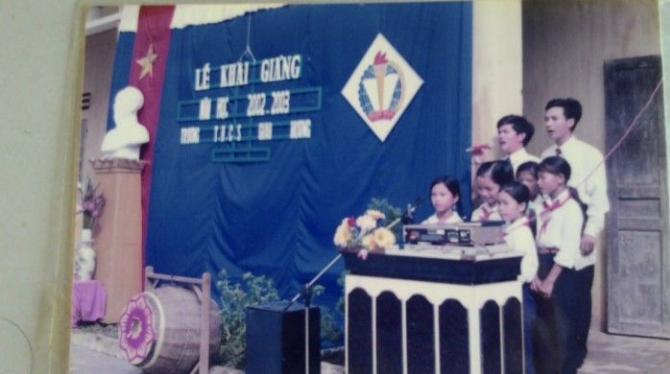 LỄ KHAI GIẢNG
NĂM HỌC 2002-2003
TRƯỜNG T.H.C.S